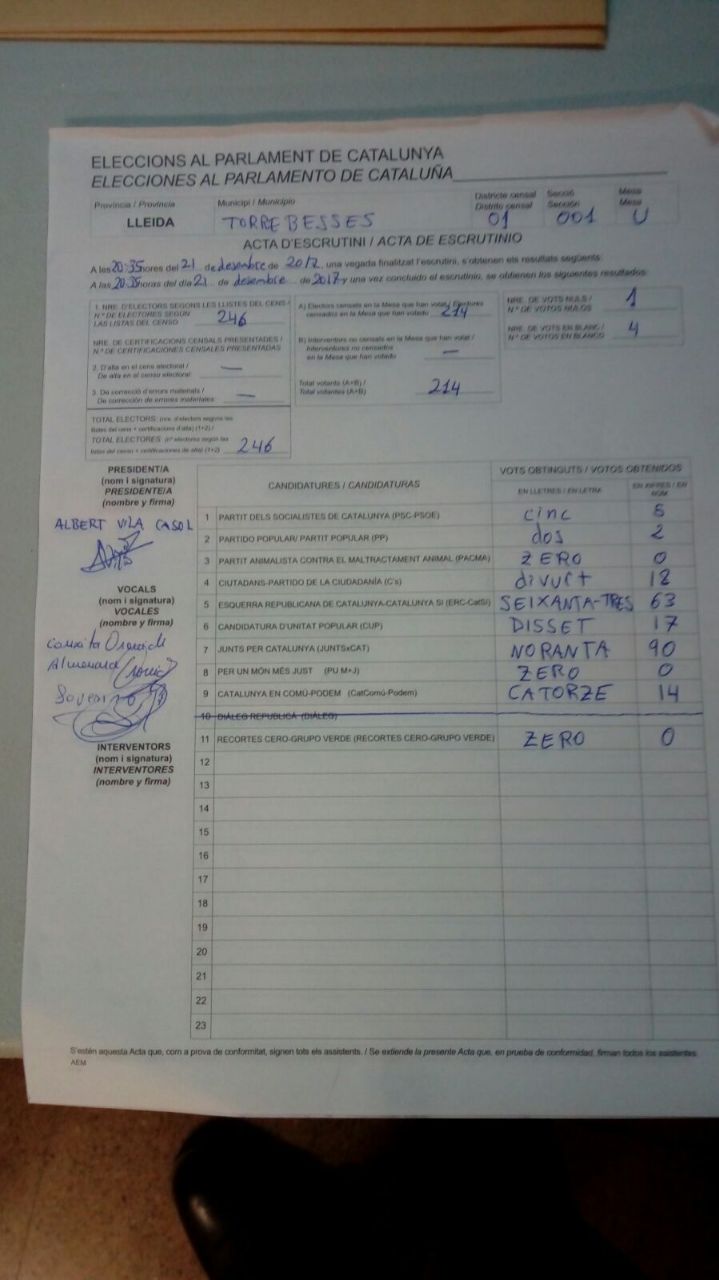 ELECCIONS AL PARLAMENT DE CATALUNYA
ELECCIONES AL PARLAMENTO DE CATALUÑA
Província / Provincia
Municipi / Municipio
Districte censal
Distrito censal
Secció
Sección
Mesa
Mesa
LLEIDA
TORREBESSES
01
001
U
ACTA D'ESCRUTINI / ACTA DE ESCRUTINIO
A les 20:35 hores del 21 de desembre de 2017, una vegada finalitzat l'escrutini, s'obtenen els resultats següents:
A las 20:35 horas del día 21 de desembre de 2017 y una vez concluido el escrutinio, se obtienen los siguientes resultados:
1. NRE. D'ELECTORS SEGONS LES LLISTES DEL CENS /
N.º DE ELECTORES SEGÚN
LAS LISTAS DEL CENSO
246
NRE. DE CERTIFICACIONS CENSALS PRESENTADES /
N.º DE CERTIFICACIONES CENSALES PRESENTADAS
2. D'alta en el cens electoral /
De alta en el censo electoral: —
3. De correcció d'errors materials /
De corrección de errores materiales: —
TOTAL ELECTORS: (nre. d'electors segons les
llistes del cens + certificacions d'alta) (1+2) /
TOTAL ELECTORES: (nº electores según las
listas del censo + certificaciones de alta) (1+2)
246
A) Electors censats en la Mesa que han votat / Electores
censados en la Mesa que han votado
214
B) Interventors no censats en la Mesa que han votat /
Interventores no censados
en la Mesa que han votado
—
Total votants (A+B) /
Total votantes (A+B)
214
NRE. DE VOTS NULS /
N.º DE VOTOS NULOS
1
NRE. DE VOTS EN BLANC /
N.º DE VOTOS EN BLANCO
4
PRESIDENT/A
(nom i signatura)
PRESIDENTE/A
(nombre y firma)
ALBERT VILA CASOL
VOCALS
(nom i signatura)
VOCALES
(nombre y firma)
INTERVENTORS
(nom i signatura)
INTERVENTORES
(nombre y firma)
CANDIDATURES / CANDIDATURAS
VOTS OBTINGUTS / VOTOS OBTENIDOS
EN LLETRES / EN LETRA
EN XIFRES / EN NÚM.
1 PARTIT DELS SOCIALISTES DE CATALUNYA (PSC-PSOE) cinc 5
2 PARTIDO POPULAR/ PARTIT POPULAR (PP) dos 2
3 PARTIT ANIMALISTA CONTRA EL MALTRACTAMENT ANIMAL (PACMA) ZERO 0
4 CIUTADANS-PARTIDO DE LA CIUDADANÍA (C's) divuit 18
5 ESQUERRA REPUBLICANA DE CATALUNYA-CATALUNYA SÍ (ERC-CatSí) SEIXANTA-TRES 63
6 CANDIDATURA D'UNITAT POPULAR (CUP) DISSET 17
7 JUNTS PER CATALUNYA (JUNTSxCAT) NORANTA 90
8 PER UN MÓN MÉS JUST (PU M+J) ZERO 0
9 CATALUNYA EN COMÚ-PODEM (CatComú-Podem) CATORZE 14
10 DIÀLEG REPUBLICÀ (DIÀLEG)
11 RECORTES CERO-GRUPO VERDE (RECORTES CERO-GRUPO VERDE) ZERO 0
12
13
14
15
16
17
18
19
20
21
22
23
S'estén aquesta Acta que, com a prova de conformitat, signen tots els assistents. / Se extiende la presente Acta que, en prueba de conformidad, firman todos los asistentes.
AEM